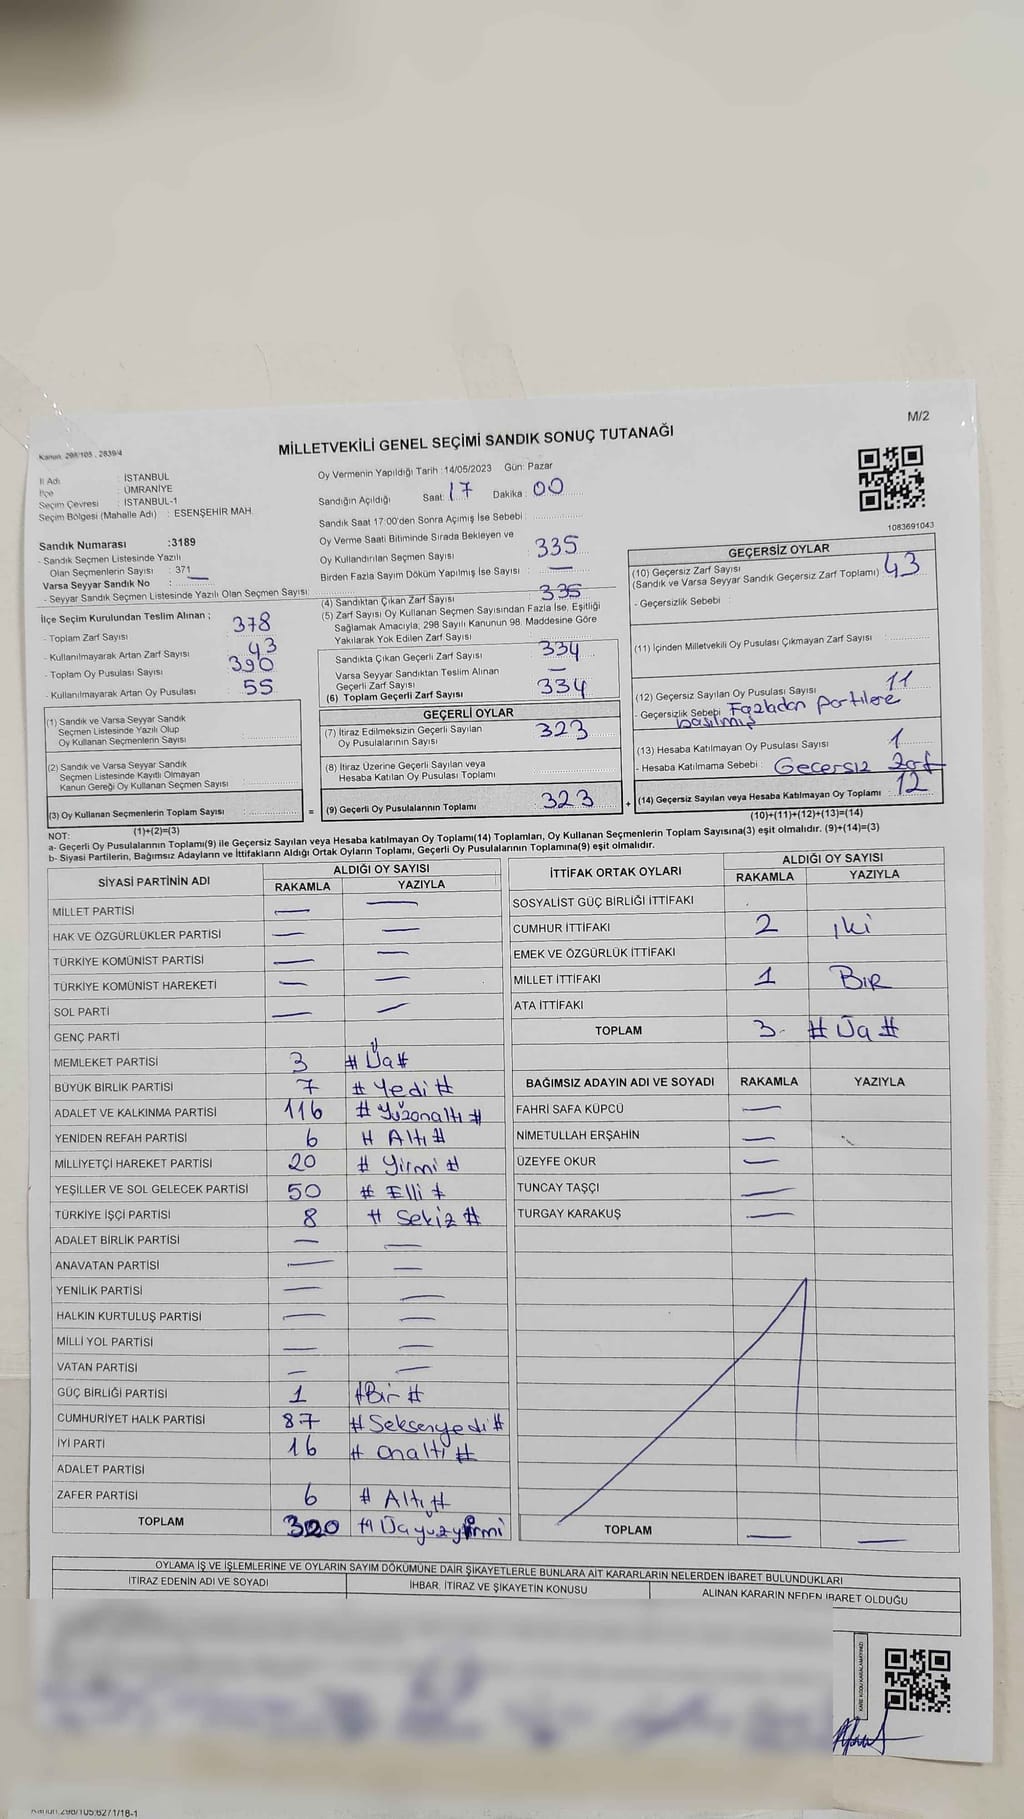 M/2
Kanun, 298/105, 2839/4
MİLLETVEKİLİ GENEL SEÇİMİ SANDIK SONUÇ TUTANAĞI
İl Adı : İSTANBUL
İlçe : ÜMRANİYE
Seçim Çevresi : İSTANBUL-1
Seçim Bölgesi (Mahalle Adı) : ESENŞEHİR MAH.
Oy Vermenin Yapıldığı Tarih :14/05/2023 Gün: Pazar
Sandığın Açıldığı Saat: 17 Dakika : 00
Sandık Saat 17:00'den Sonra Açmış İse Sebebi :
1083691043
Sandık Numarası :3189
- Sandık Seçmen Listesinde Yazılı
Olan Seçmenlerin Sayısı : 371
Varsa Seyyar Sandık No : —
- Seyyar Sandık Seçmen Listesinde Yazılı Olan Seçmen Sayısı:
Oy Verme Saati Bitiminde Sırada Bekleyen ve
Oy Kullandırılan Seçmen Sayısı : 335
Birden Fazla Sayım Döküm Yapılmış İse Sayısı : —
İlçe Seçim Kurulundan Teslim Alınan ;
- Toplam Zarf Sayısı : 378
- Kullanılmayarak Artan Zarf Sayısı : 43
- Toplam Oy Pusulası Sayısı : 390
- Kullanılmayarak Artan Oy Pusulası : 55
(4) Sandıktan Çıkan Zarf Sayısı : 335
(5) Zarf Sayısı Oy Kullanan Seçmen Sayısından Fazla İse, Eşitliği
Sağlamak Amacıyla; 298 Sayılı Kanunun 98. Maddesine Göre
Yakılarak Yok Edilen Zarf Sayısı
Sandıkta Çıkan Geçerli Zarf Sayısı : 334
Varsa Seyyar Sandıktan Teslim Alınan
Geçerli Zarf Sayısı : —
(6) Toplam Geçerli Zarf Sayısı : 334
GEÇERSİZ OYLAR
(10) Geçersiz Zarf Sayısı
(Sandık ve Varsa Seyyar Sandık Geçersiz Zarf Toplamı) 43
- Geçersizlik Sebebi :
(11) İçinden Milletvekili Oy Pusulası Çıkmayan Zarf Sayısı :
(12) Geçersiz Sayılan Oy Pusulası Sayısı : 11
- Geçersizlik Sebebi Fazladan partilere
basılmış
(13) Hesaba Katılmayan Oy Pusulası Sayısı : 1
- Hesaba Katılmama Sebebi : Geçersiz zarf
(14) Geçersiz Sayılan veya Hesaba Katılmayan Oy Toplamı : 12
(10)+(11)+(12)+(13)=(14)
(1) Sandık ve Varsa Seyyar Sandık
Seçmen Listesinde Yazılı Olup
Oy Kullanan Seçmenlerin Sayısı :
(2) Sandık ve Varsa Seyyar Sandık
Seçmen Listesinde Kayıtlı Olmayan
Kanun Gereği Oy Kullanan Seçmen Sayısı :
(3) Oy Kullanan Seçmenlerin Toplam Sayısı :
(1)+(2)=(3)
GEÇERLİ OYLAR
(7) İtiraz Edilmeksizin Geçerli Sayılan
Oy Pusulalarının Sayısı : 323
(8) İtiraz Üzerine Geçerli Sayılan veya
Hesaba Katılan Oy Pusulası Toplamı :
= (9) Geçerli Oy Pusulalarının Toplamı : 323 +
NOT:
a- Geçerli Oy Pusulalarının Toplamı(9) ile Geçersiz Sayılan veya Hesaba katılmayan Oy Toplamı(14) Toplamları, Oy Kullanan Seçmenlerin Toplam Sayısına(3) eşit olmalıdır. (9)+(14)=(3)
b- Siyasi Partilerin, Bağımsız Adayların ve İttifakların Aldığı Ortak Oyların Toplamı, Geçerli Oy Pusulalarının Toplamına(9) eşit olmalıdır.
SİYASİ PARTİNİN ADI ALDIĞI OY SAYISI
RAKAMLA YAZIYLA
MİLLET PARTİSİ — —
HAK VE ÖZGÜRLÜKLER PARTİSİ — —
TÜRKİYE KOMÜNİST PARTİSİ — —
TÜRKİYE KOMÜNİST HAREKETİ — —
SOL PARTİ — —
GENÇ PARTİ
MEMLEKET PARTİSİ 3 # Üç #
BÜYÜK BİRLİK PARTİSİ 7 # Yedi #
ADALET VE KALKINMA PARTİSİ 116 # Yüzonaltı #
YENİDEN REFAH PARTİSİ 6 # Altı #
MİLLİYETÇİ HAREKET PARTİSİ 20 # Yirmi #
YEŞİLLER VE SOL GELECEK PARTİSİ 50 # Elli #
TÜRKİYE İŞÇİ PARTİSİ 8 # Sekiz #
ADALET BİRLİK PARTİSİ — —
ANAVATAN PARTİSİ — —
YENİLİK PARTİSİ — —
HALKIN KURTULUŞ PARTİSİ — —
MİLLİ YOL PARTİSİ — —
VATAN PARTİSİ — —
GÜÇ BİRLİĞİ PARTİSİ 1 # Bir #
CUMHURİYET HALK PARTİSİ 87 # Seksenyedi #
İYİ PARTİ 16 # onaltı #
ADALET PARTİSİ
ZAFER PARTİSİ 6 # Altı #
TOPLAM 320 # Üçyüzyirmi
İTTİFAK ORTAK OYLARI ALDIĞI OY SAYISI
RAKAMLA YAZIYLA
SOSYALİST GÜÇ BİRLİĞİ İTTİFAKI
CUMHUR İTTİFAKI 2 iki
EMEK VE ÖZGÜRLÜK İTTİFAKI
MİLLET İTTİFAKI 1 BİR
ATA İTTİFAKI
TOPLAM 3 # Üç #
BAĞIMSIZ ADAYIN ADI VE SOYADI RAKAMLA YAZIYLA
FAHRİ SAFA KÜPCÜ —
NİMETULLAH ERŞAHİN —
ÜZEYFE OKUR —
TUNCAY TAŞÇI —
TURGAY KARAKUŞ —
TOPLAM — —
OYLAMA İŞ VE İŞLEMLERİNE VE OYLARIN SAYIM DÖKÜMÜNE DAİR ŞİKAYETLERLE BUNLARA AİT KARARLARIN NELERDEN İBARET BULUNDUKLARI
İTİRAZ EDENİN ADI VE SOYADI İHBAR, İTİRAZ VE ŞİKAYETİN KONUSU ALINAN KARARIN NEDEN İBARET OLDUĞU
KARE KODU KARALAMAYINIZ!
Kanun.298/105.6271/18-1